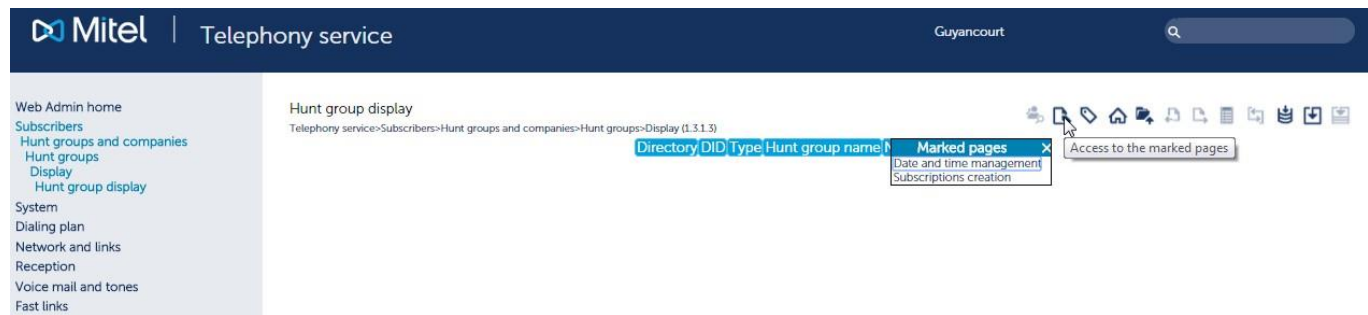 Mitel | Telephony service
Guyancourt
Web Admin home
Subscribers
Hunt groups and companies
Hunt groups
Display
Hunt group display
System
Dialing plan
Network and links
Reception
Voice mail and tones
Fast links
Hunt group display
Telephony service>Subscribers>Hunt groups and companies>Hunt groups>Display (1.3.1.3)
Directory DID Type Hunt group name
Marked pages X
Date and time management
Subscriptions creation
Access to the marked pages